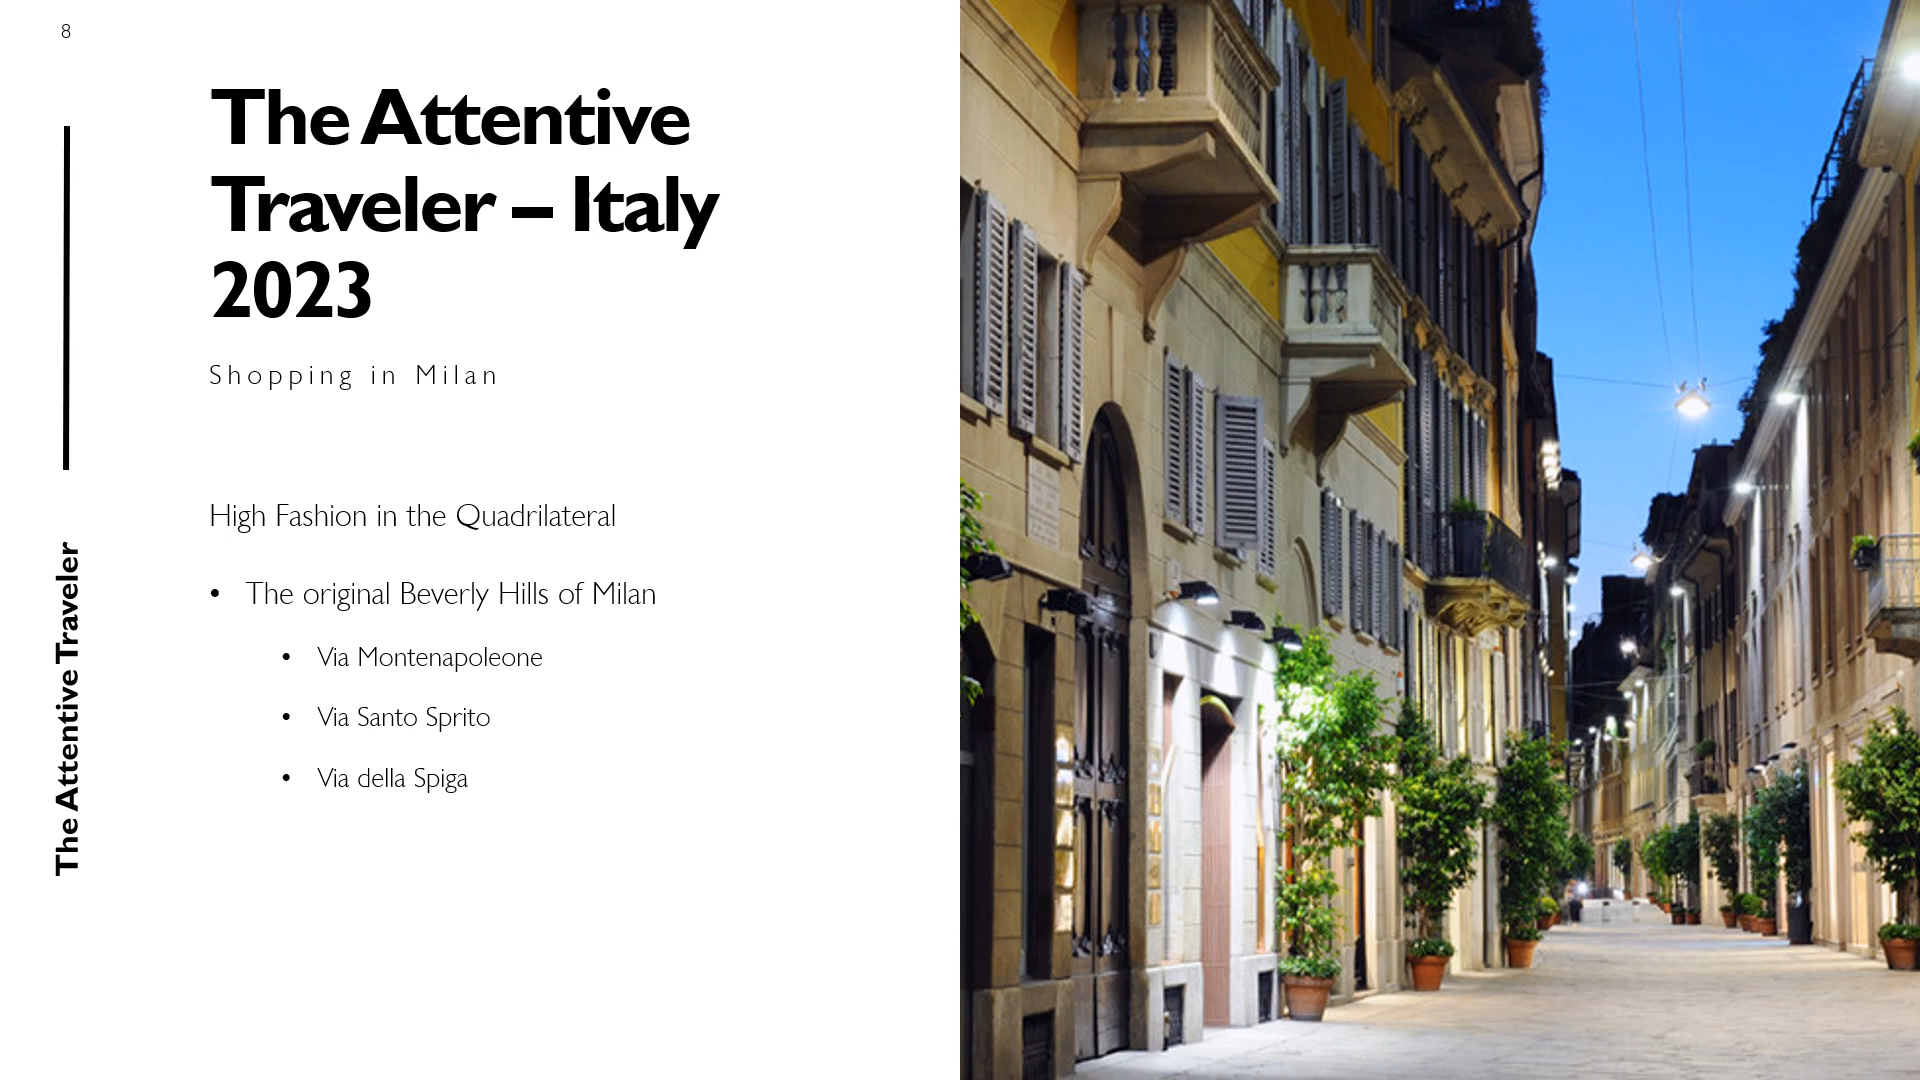 8
The Attentive
Traveler – Italy
2023
Shopping in Milan
High Fashion in the Quadrilateral
• The original Beverly Hills of Milan
• Via Montenapoleone
• Via Santo Sprito
• Via della Spiga
The Attentive Traveler